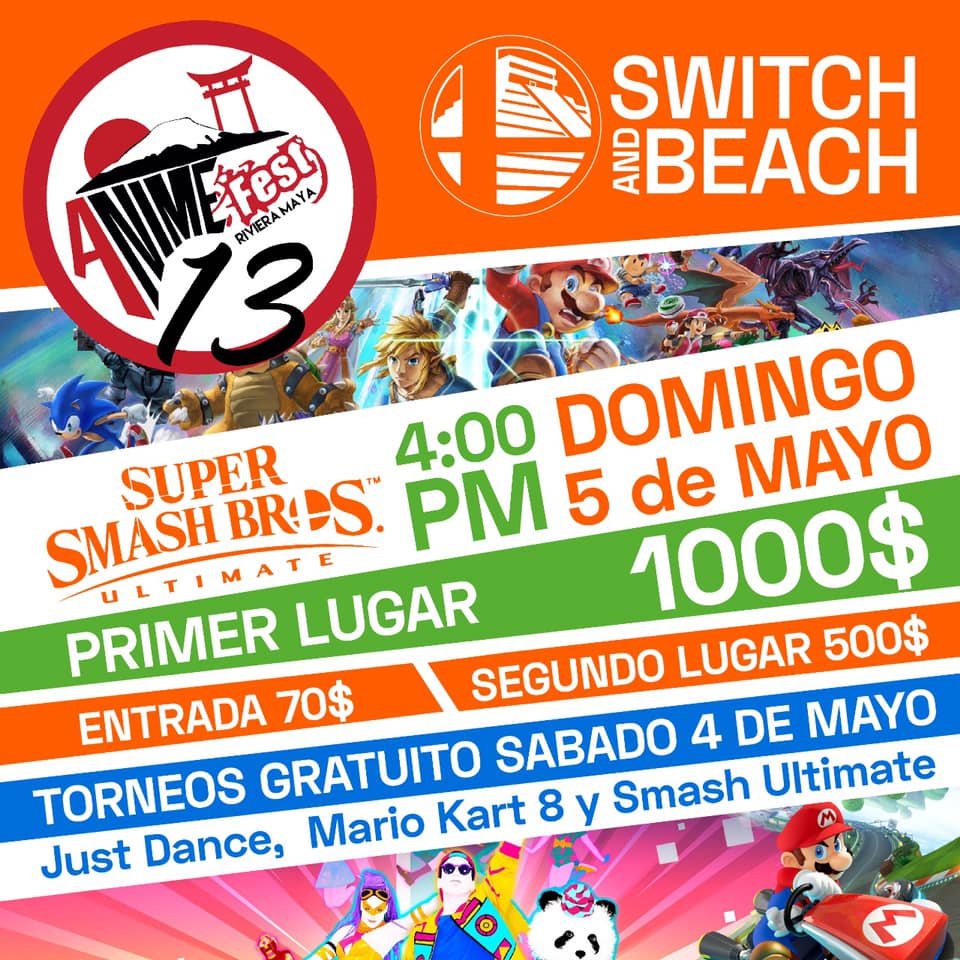 ANIME Fest
RIVIERA MAYA
13
SWITCH
AND BEACH
SUPER
SMASH BROS.™
ULTIMATE
4:00
PM
DOMINGO
5 de MAYO
PRIMER LUGAR 1000$
ENTRADA 70$
SEGUNDO LUGAR 500$
TORNEOS GRATUITO SABADO 4 DE MAYO
Just Dance, Mario Kart 8 y Smash Ultimate
M
M